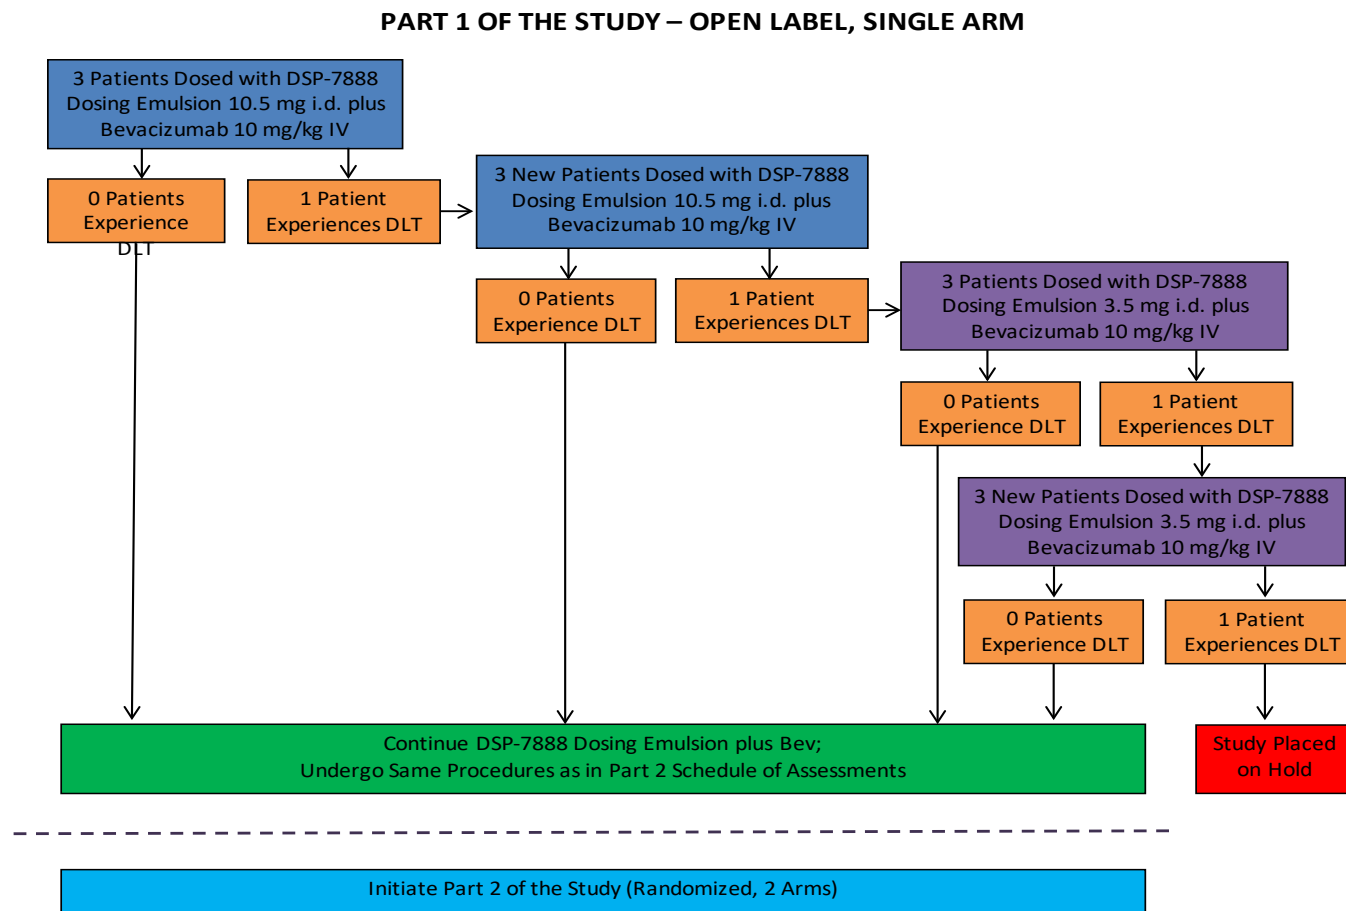 PART 1 OF THE STUDY – OPEN LABEL, SINGLE ARM
3 Patients Dosed with DSP-7888
Dosing Emulsion 10.5 mg i.d. plus
Bevacizumab 10 mg/kg IV
0 Patients
Experience
DLT
1 Patient
Experiences DLT
3 New Patients Dosed with DSP-7888
Dosing Emulsion 10.5 mg i.d. plus
Bevacizumab 10 mg/kg IV
0 Patients
Experience DLT
1 Patient
Experiences DLT
3 Patients Dosed with DSP-7888
Dosing Emulsion 3.5 mg i.d. plus
Bevacizumab 10 mg/kg IV
0 Patients
Experience DLT
1 Patient
Experiences DLT
3 New Patients Dosed with DSP-7888
Dosing Emulsion 3.5 mg i.d. plus
Bevacizumab 10 mg/kg IV
0 Patients
Experience DLT
1 Patient
Experiences DLT
Continue DSP-7888 Dosing Emulsion plus Bev;
Undergo Same Procedures as in Part 2 Schedule of Assessments
Study Placed
on Hold
Initiate Part 2 of the Study (Randomized, 2 Arms)